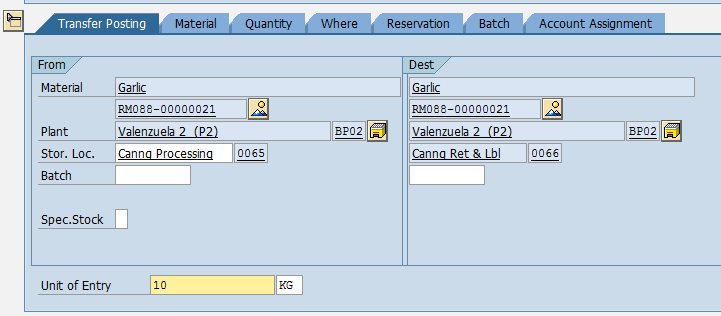 Transfer Posting Material Quantity Where Reservation Batch Account Assignment
From Dest
Material Garlic Garlic
RM088-00000021 RM088-00000021
Plant Valenzuela 2 (P2) BP02 Valenzuela 2 (P2) BP02
Stor. Loc. Canng Processing 0065 Canng Ret & Lbl 0066
Batch
Spec.Stock
Unit of Entry 10 KG